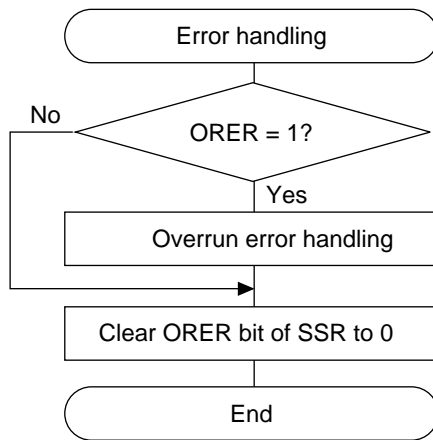 Error handling
No
ORER = 1?
Yes
Overrun error handling
Clear ORER bit of SSR to 0
End